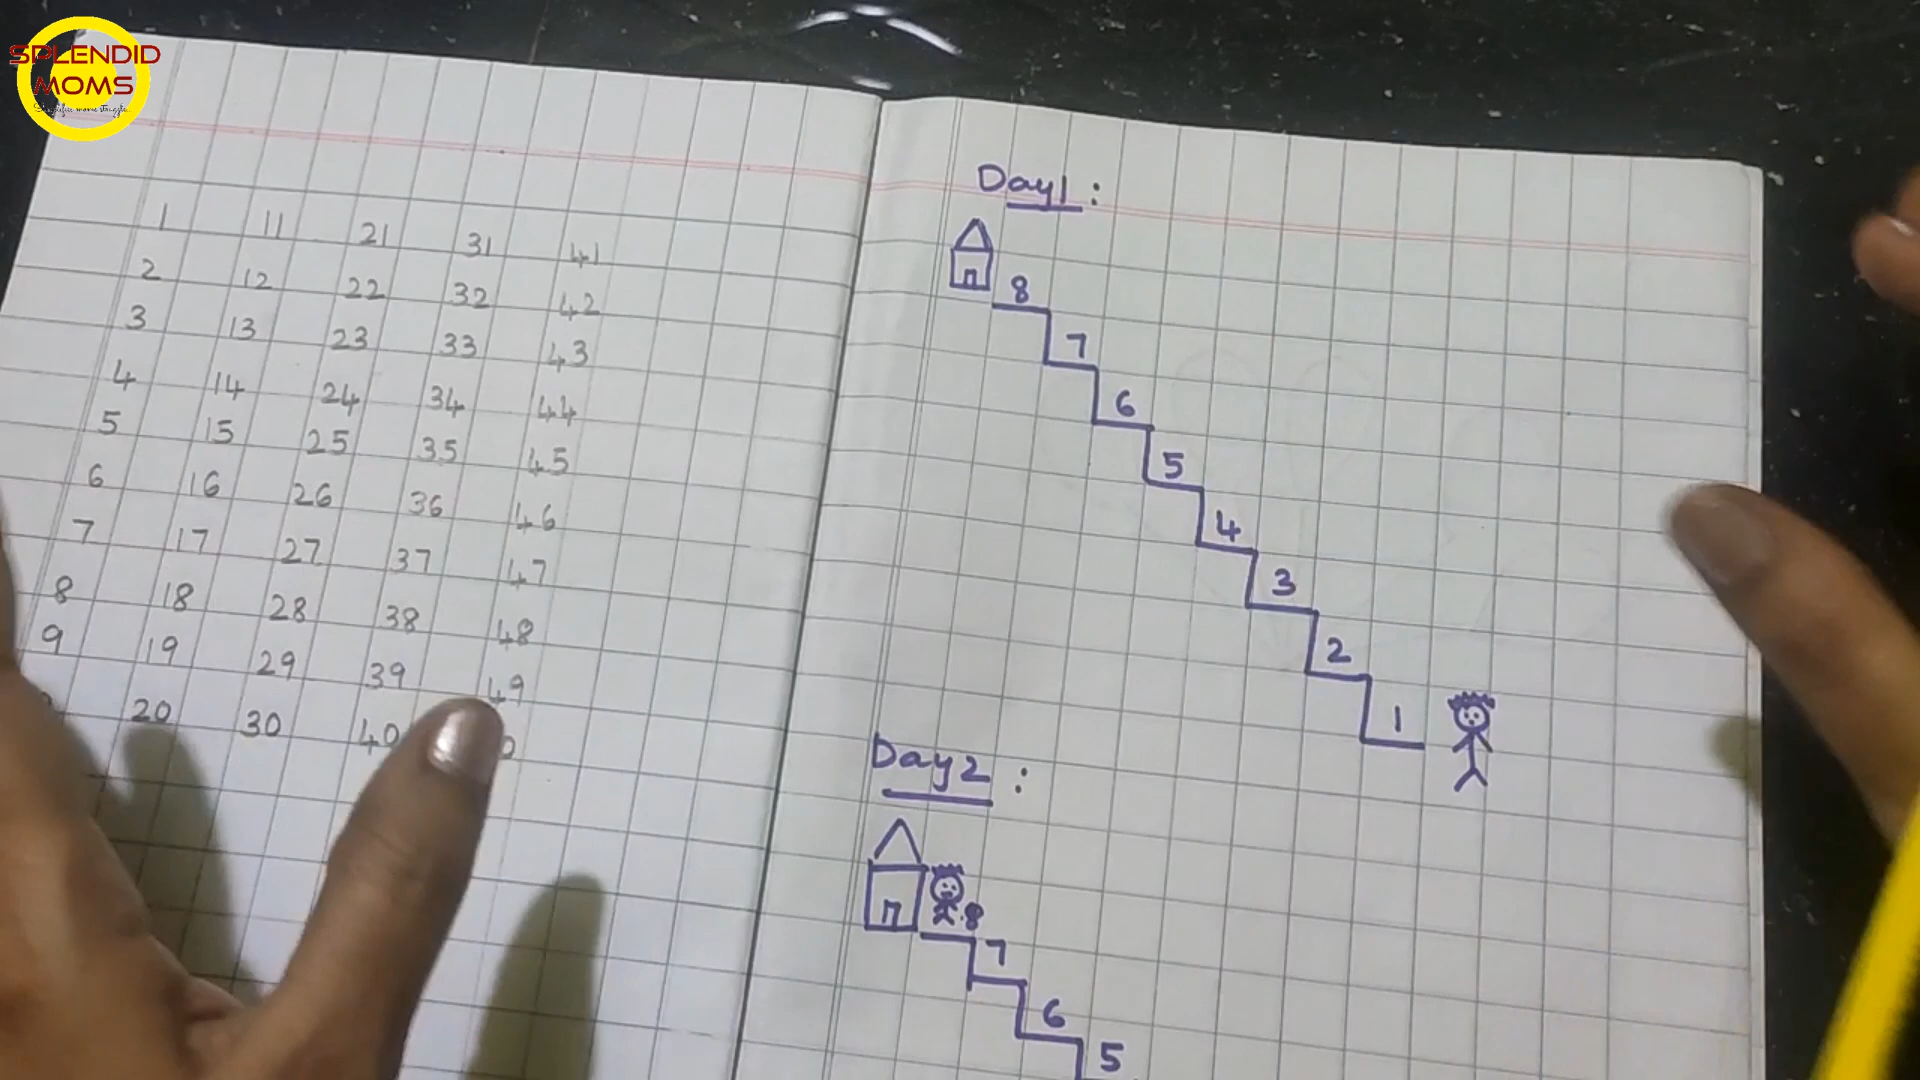 SPLENDID
MOMS
1 11 21 31 41
2 12 22 32 42
3 13 23 33 43
4 14 24 34 44
5 15 25 35 45
6 16 26 36 46
7 17 27 37 47
8 18 28 38 48
9 19 29 39 49
20 30 40
Day1 :
8
7
6
5
4
3
2
1
Day2 :
8
7
6
5